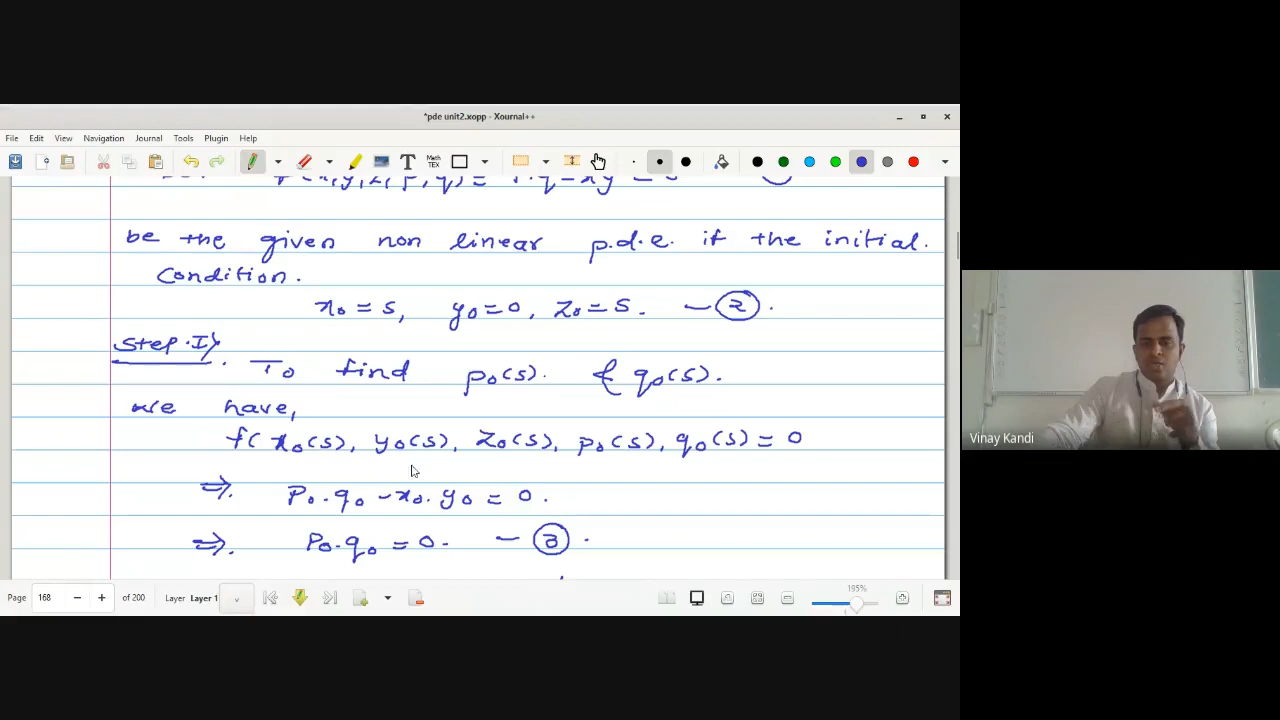 *pde unit2.xopp - Xournal++
File Edit View Navigation Journal Tools Plugin Help
f(x,y,z,p,q)= p.q-xy = 0
be the given non linear p.d.e. if the initial.
Condition.
x₀ = s, y₀=0, z₀=s. — ②.
Step.I) . To find p₀(s). & q₀(s).
we have,
f( x₀(s), y₀(s), z₀(s), p₀(s), q₀(s) = 0
⇒ P₀.q₀ -x₀.y₀ = 0.
⇒. P₀.q₀ = 0. — ③.
Vinay Kandi
Page 168 of 200 Layer Layer 1 195%